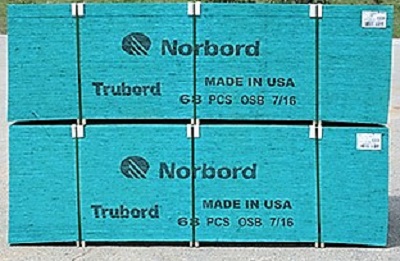 Norbord
MADE IN USA
Trubord
68 PCS OSB 7/16
Norbord
MADE IN USA
Trubord
68 PCS OSB 7/16